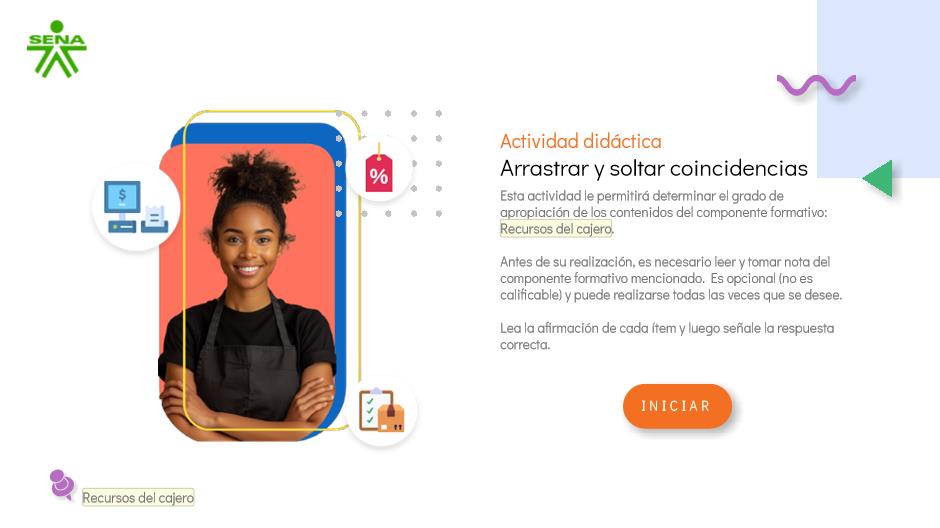 SENA
$
%
Actividad didáctica
Arrastrar y soltar coincidencias
Esta actividad le permitirá determinar el grado de
apropiación de los contenidos del componente formativo:
Recursos del cajero.
Antes de su realización, es necesario leer y tomar nota del
componente formativo mencionado. Es opcional (no es
calificable) y puede realizarse todas las veces que se desee.
Lea la afirmación de cada ítem y luego señale la respuesta
correcta.
INICIAR
Recursos del cajero